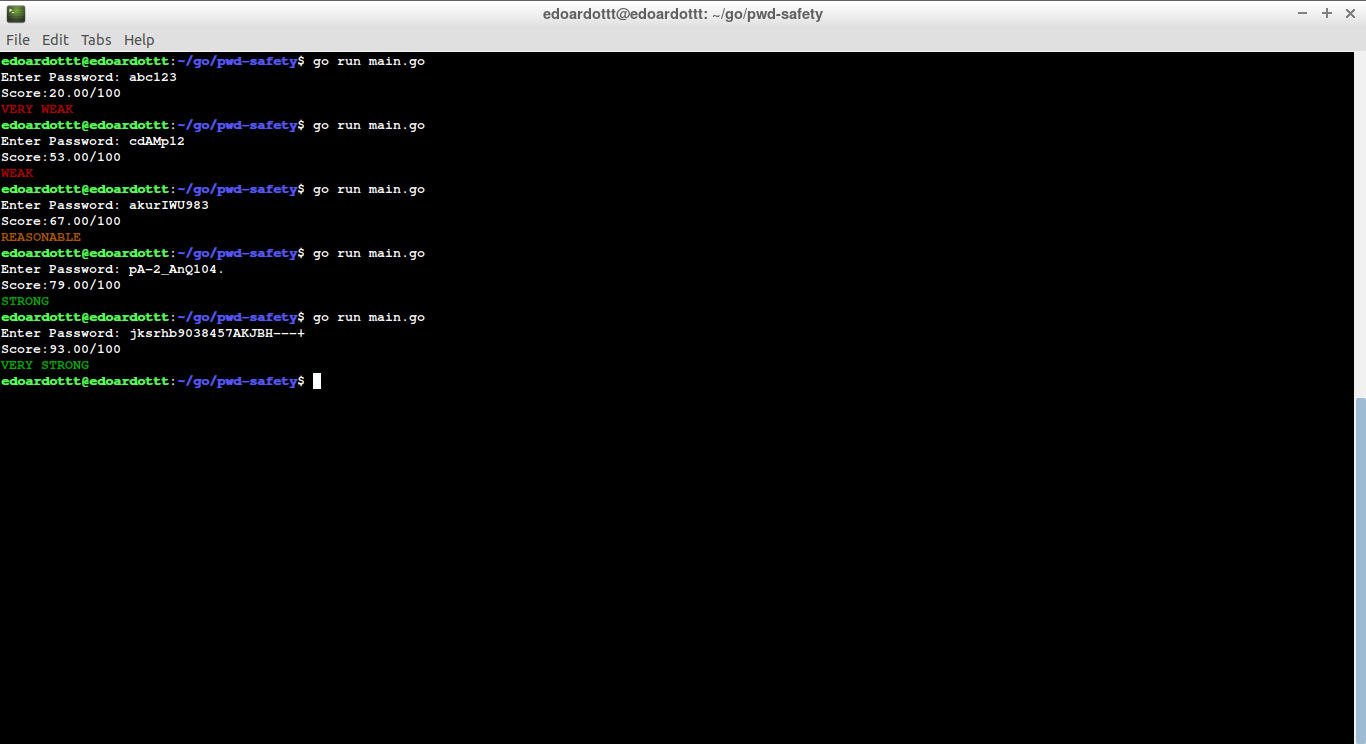 edoardottt@edoardottt: ~/go/pwd-safety
File Edit Tabs Help
edoardottt@edoardottt:~/go/pwd-safety$ go run main.go
Enter Password: abc123
Score:20.00/100
VERY WEAK
edoardottt@edoardottt:~/go/pwd-safety$ go run main.go
Enter Password: cdAMp12
Score:53.00/100
WEAK
edoardottt@edoardottt:~/go/pwd-safety$ go run main.go
Enter Password: akurIWU983
Score:67.00/100
REASONABLE
edoardottt@edoardottt:~/go/pwd-safety$ go run main.go
Enter Password: pA-2_AnQ104.
Score:79.00/100
STRONG
edoardottt@edoardottt:~/go/pwd-safety$ go run main.go
Enter Password: jksrhb9038457AKJBH---+
Score:93.00/100
VERY STRONG
edoardottt@edoardottt:~/go/pwd-safety$